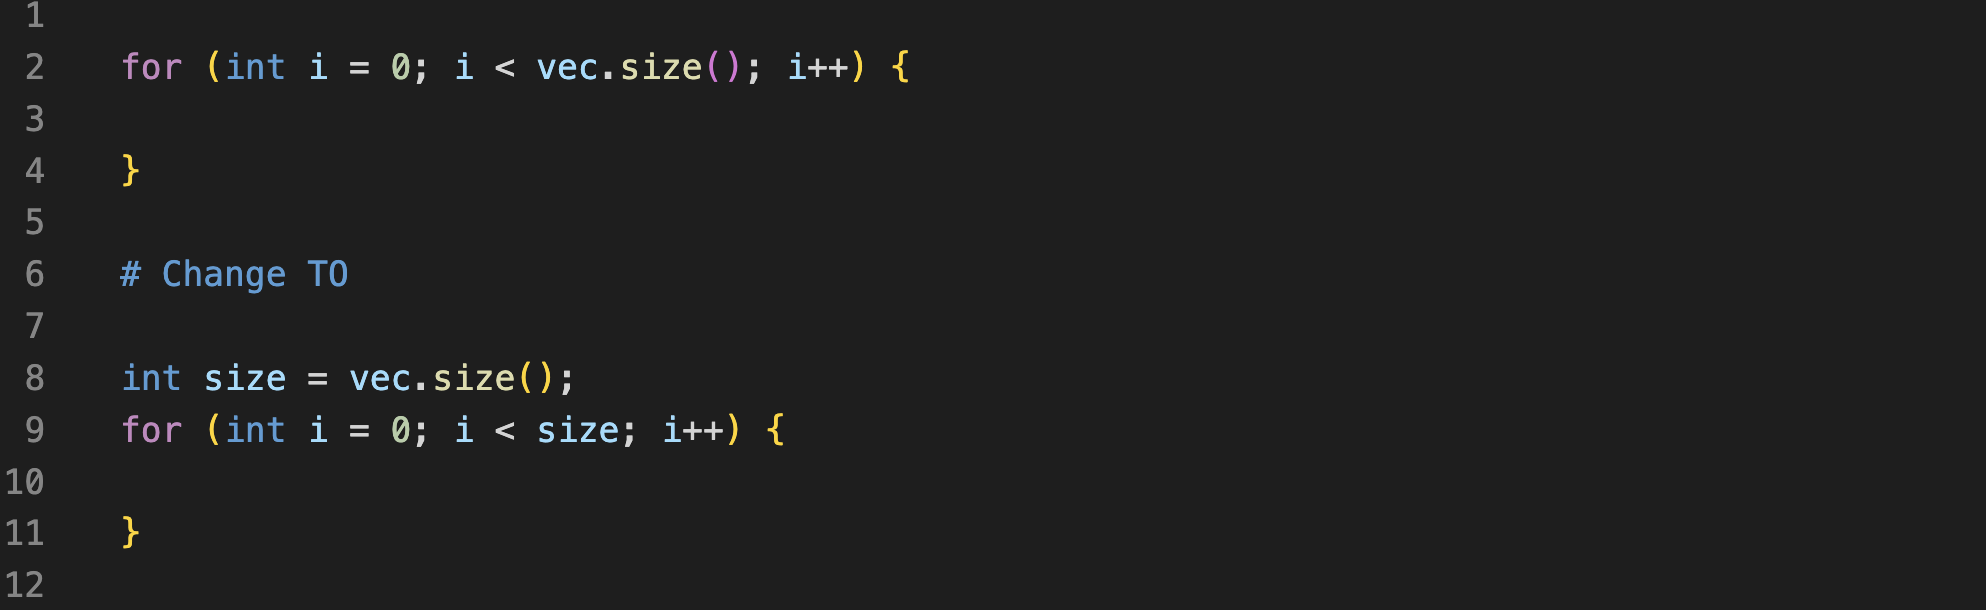 1
2 for (int i = 0; i < vec.size(); i++) {
3
4 }
5
6 # Change TO
7
8 int size = vec.size();
9 for (int i = 0; i < size; i++) {
10
11 }
12